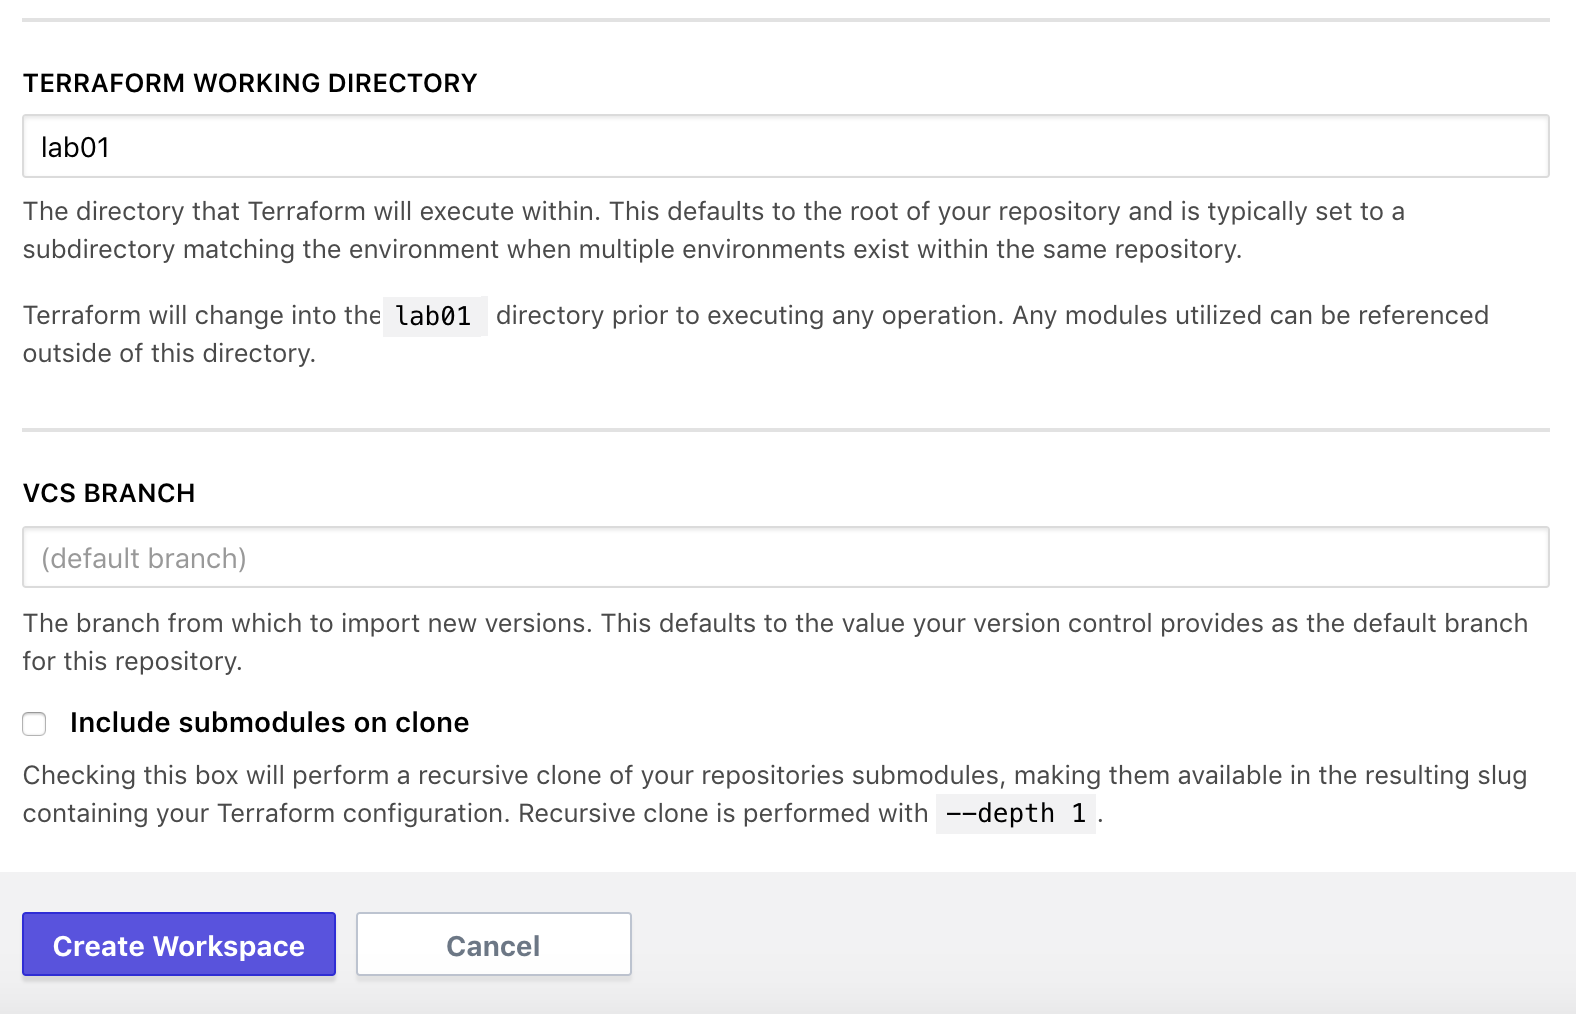 TERRAFORM WORKING DIRECTORY
lab01
The directory that Terraform will execute within. This defaults to the root of your repository and is typically set to a
subdirectory matching the environment when multiple environments exist within the same repository.
Terraform will change into the lab01 directory prior to executing any operation. Any modules utilized can be referenced
outside of this directory.
VCS BRANCH
(default branch)
The branch from which to import new versions. This defaults to the value your version control provides as the default branch
for this repository.
Include submodules on clone
Checking this box will perform a recursive clone of your repositories submodules, making them available in the resulting slug
containing your Terraform configuration. Recursive clone is performed with --depth 1.
Create Workspace Cancel